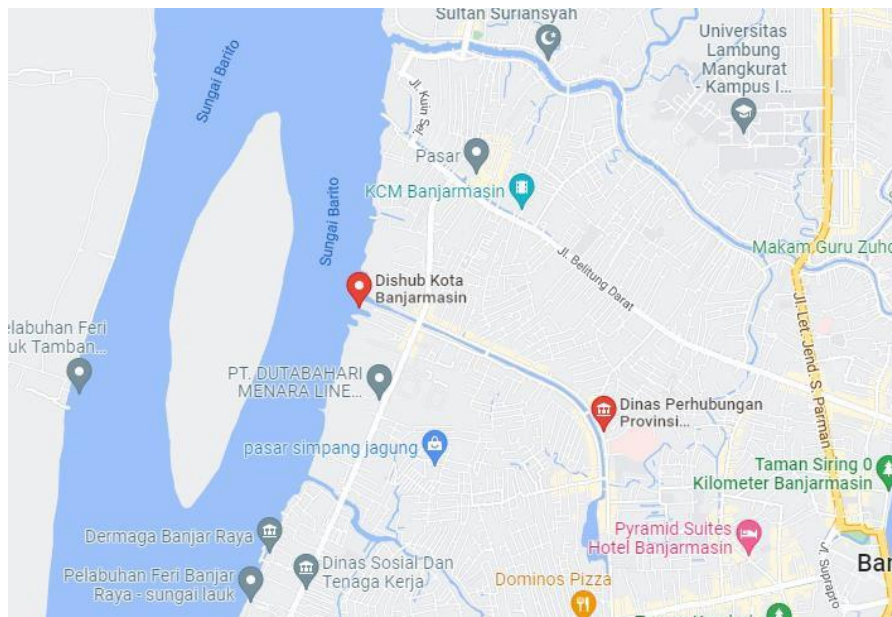 Sultan Suriansyah
Universitas
Lambung
Mangkurat
- Kampus I...
Sungai Barito
Jl. Kuin Sel.
Pasar
KCM Banjarmasin
Sungai Barito
Makam Guru Zuho
Jl. Belitung Darat
Dishub Kota
Banjarmasin
Jl. Let. Jend. S. Parman
elabuhan Feri
uk Tamban...
PT. DUTABAHARI
MENARA LINE...
Dinas Perhubungan
Provinsi...
pasar simpang jagung
Taman Siring 0
Kilometer Banjarmasin
Dermaga Banjar Raya
Pyramid Suites
Hotel Banjarmasin
Jl. Suprapto
Ban
Dinas Sosial Dan
Tenaga Kerja
Pelabuhan Feri Banjar
Raya - sungai lauk
Dominos Pizza